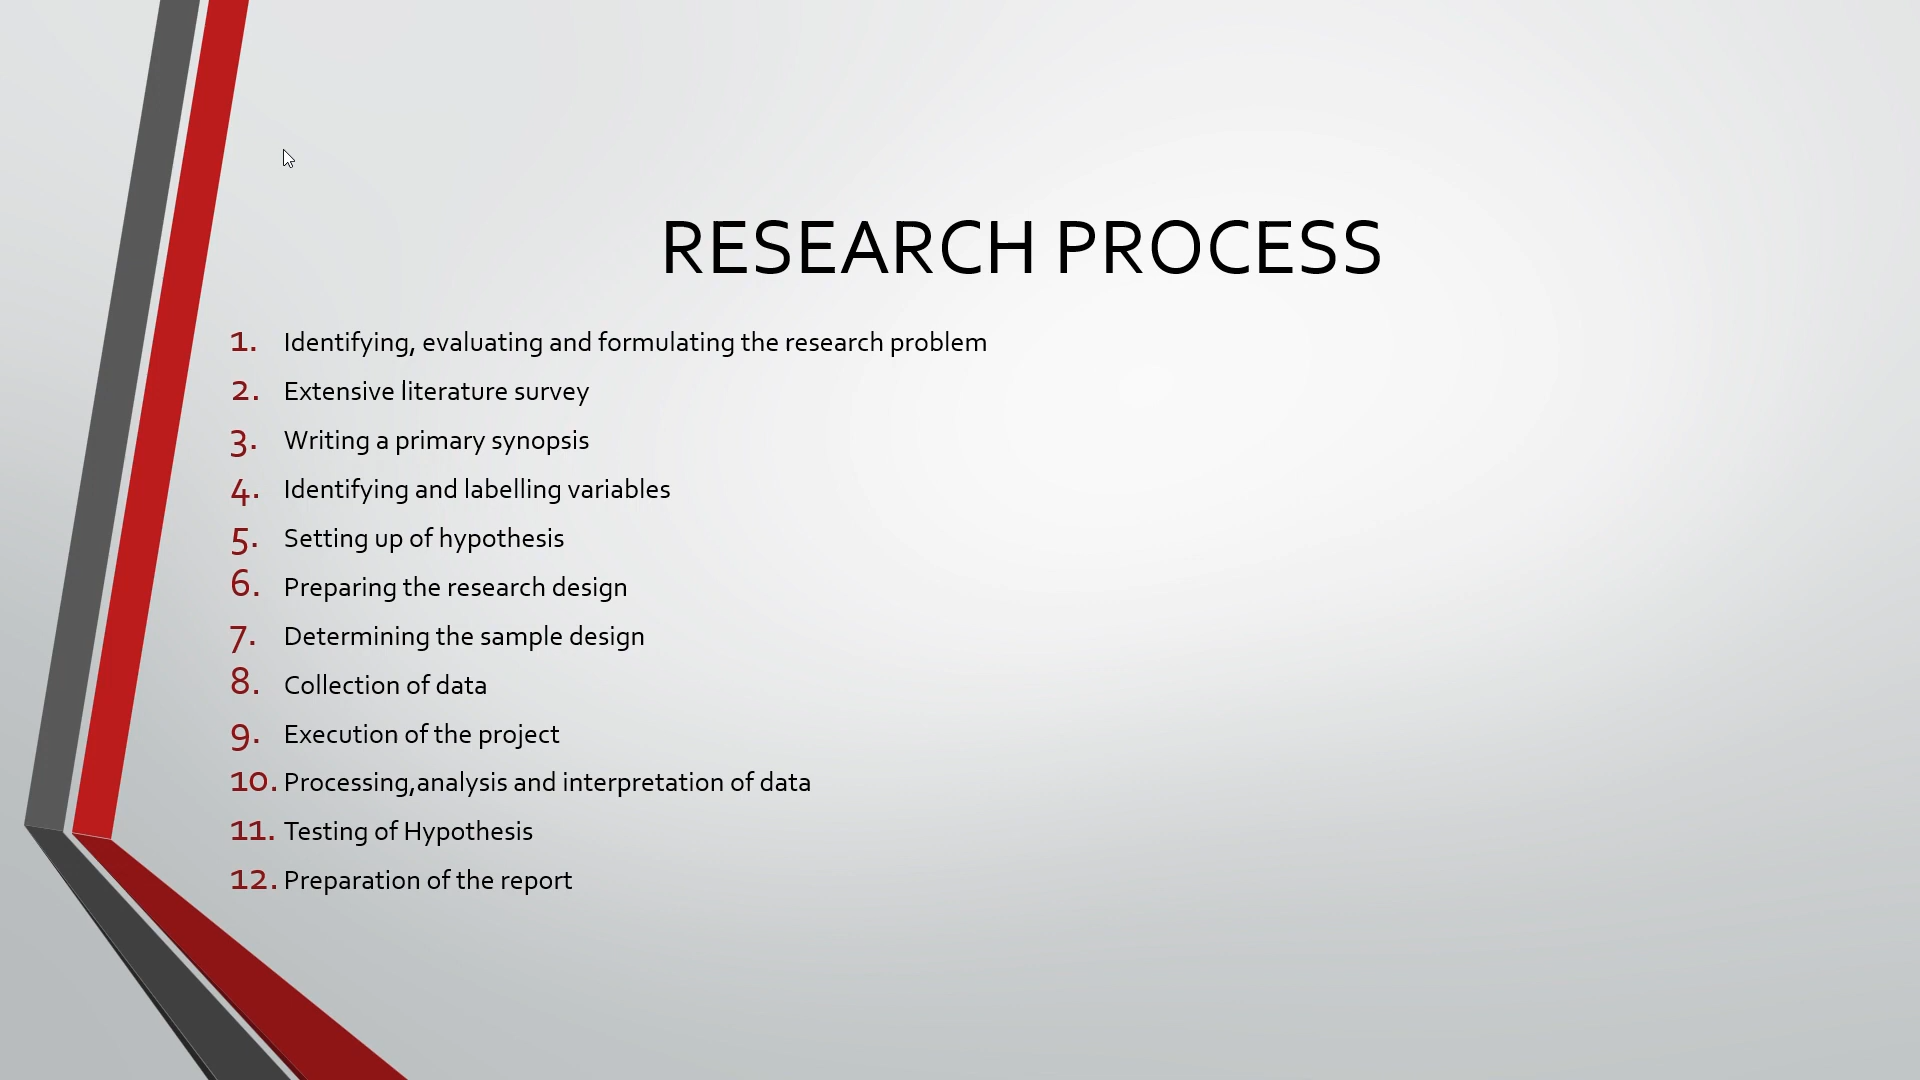 RESEARCH PROCESS
1. Identifying, evaluating and formulating the research problem
2. Extensive literature survey
3. Writing a primary synopsis
4. Identifying and labelling variables
5. Setting up of hypothesis
6. Preparing the research design
7. Determining the sample design
8. Collection of data
9. Execution of the project
10. Processing,analysis and interpretation of data
11. Testing of Hypothesis
12. Preparation of the report